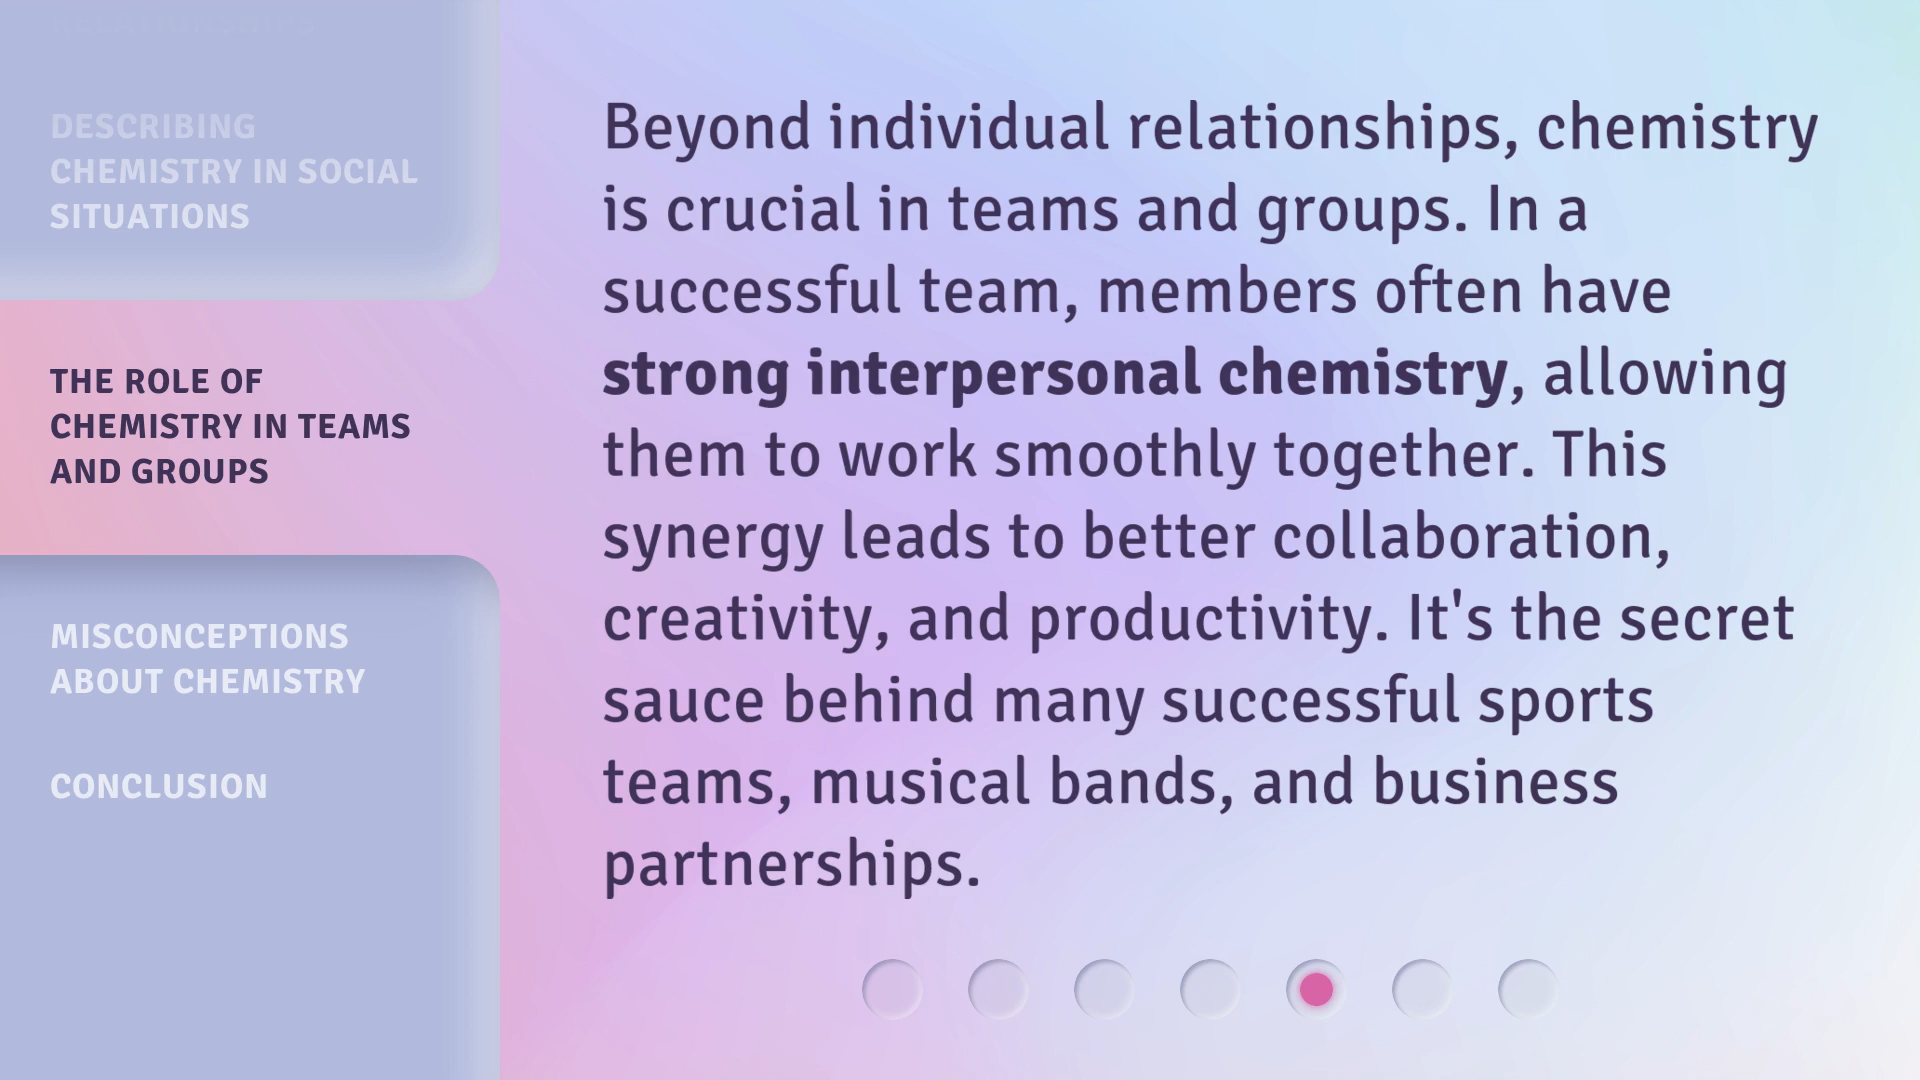 RELATIONSHIPS
DESCRIBING
CHEMISTRY IN SOCIAL
SITUATIONS
THE ROLE OF
CHEMISTRY IN TEAMS
AND GROUPS
MISCONCEPTIONS
ABOUT CHEMISTRY
CONCLUSION
Beyond individual relationships, chemistry
is crucial in teams and groups. In a
successful team, members often have
strong interpersonal chemistry, allowing
them to work smoothly together. This
synergy leads to better collaboration,
creativity, and productivity. It's the secret
sauce behind many successful sports
teams, musical bands, and business
partnerships.